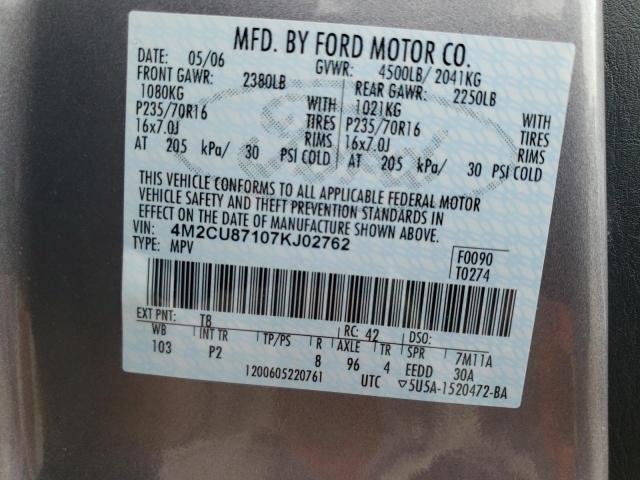 MFD. BY FORD MOTOR CO.
DATE: 05/06 GVWR: 4500LB/ 2041KG
FRONT GAWR: 2380LB REAR GAWR: 2250LB
1080KG WITH 1021KG WITH
P235/70R16 TIRES P235/70R16 TIRES
16x7.0J RIMS 16x7.0J RIMS
AT 205 kPa/ 30 PSI COLD AT 205 kPa/ 30 PSI COLD
THIS VEHICLE CONFORMS TO ALL APPLICABLE FEDERAL MOTOR
VEHICLE SAFETY AND THEFT PREVENTION STANDARDS IN
EFFECT ON THE DATE OF MANUFACTURE SHOWN ABOVE.
VIN: 4M2CU87107KJ02762 F0090
TYPE: MPV T0274
EXT PNT: T8 RC: 42 DSO:
WB INT TR TP/PS R AXLE TR SPR 7M11A
103 P2 8 96 4 EEDD 30A
1200605220761 UTC ▽5U5A-1520472-BA